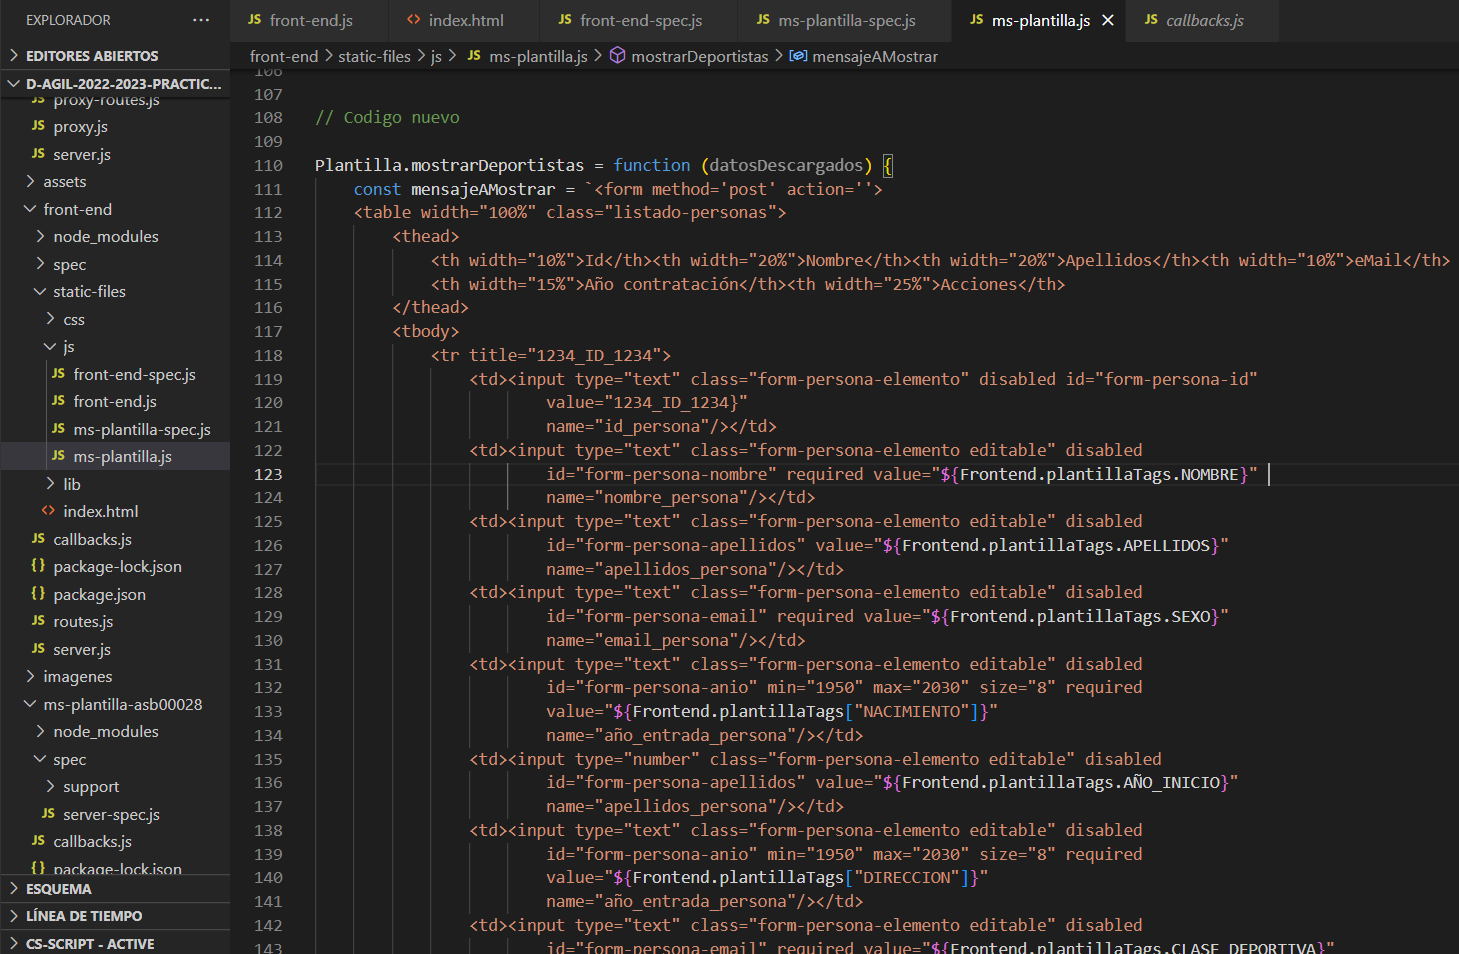 EXPLORADOR ···
EDITORES ABIERTOS
D-AGIL-2022-2023-PRACTIC...
JS proxy-routes.js
JS proxy.js
JS server.js
assets
front-end
node_modules
spec
static-files
css
js
JS front-end-spec.js
JS front-end.js
JS ms-plantilla-spec.js
JS ms-plantilla.js
lib
<> index.html
JS callbacks.js
{} package-lock.json
{} package.json
JS routes.js
JS server.js
imagenes
ms-plantilla-asb00028
node_modules
spec
support
JS server-spec.js
JS callbacks.js
{} package-lock.json
ESQUEMA
LÍNEA DE TIEMPO
CS-SCRIPT - ACTIVE
JS front-end.js <> index.html JS front-end-spec.js JS ms-plantilla-spec.js JS ms-plantilla.js × JS callbacks.js
front-end > static-files > js > JS ms-plantilla.js > mostrarDeportistas > mensajeAMostrar
106
107
108 // Codigo nuevo
109
110 Plantilla.mostrarDeportistas = function (datosDescargados) {
111 const mensajeAMostrar = `<form method='post' action=''>
112 <table width="100%" class="listado-personas">
113 <thead>
114 <th width="10%">Id</th><th width="20%">Nombre</th><th width="20%">Apellidos</th><th width="10%">eMail</th>
115 <th width="15%">Año contratación</th><th width="25%">Acciones</th>
116 </thead>
117 <tbody>
118 <tr title="1234_ID_1234">
119 <td><input type="text" class="form-persona-elemento" disabled id="form-persona-id"
120 value="1234_ID_1234}"
121 name="id_persona"/></td>
122 <td><input type="text" class="form-persona-elemento editable" disabled
123 id="form-persona-nombre" required value="${Frontend.plantillaTags.NOMBRE}"
124 name="nombre_persona"/></td>
125 <td><input type="text" class="form-persona-elemento editable" disabled
126 id="form-persona-apellidos" value="${Frontend.plantillaTags.APELLIDOS}"
127 name="apellidos_persona"/></td>
128 <td><input type="text" class="form-persona-elemento editable" disabled
129 id="form-persona-email" required value="${Frontend.plantillaTags.SEXO}"
130 name="email_persona"/></td>
131 <td><input type="text" class="form-persona-elemento editable" disabled
132 id="form-persona-anio" min="1950" max="2030" size="8" required
133 value="${Frontend.plantillaTags["NACIMIENTO"]}"
134 name="año_entrada_persona"/></td>
135 <td><input type="number" class="form-persona-elemento editable" disabled
136 id="form-persona-apellidos" value="${Frontend.plantillaTags.AÑO_INICIO}"
137 name="apellidos_persona"/></td>
138 <td><input type="text" class="form-persona-elemento editable" disabled
139 id="form-persona-anio" min="1950" max="2030" size="8" required
140 value="${Frontend.plantillaTags["DIRECCION"]}"
141 name="año_entrada_persona"/></td>
142 <td><input type="text" class="form-persona-elemento editable" disabled
143 id="form-persona-email" required value="${Frontend.plantillaTags.CLASE_DEPORTIVA}"